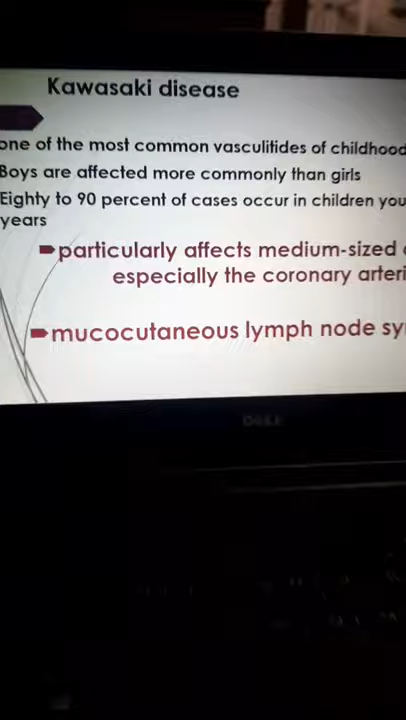 Kawasaki disease
one of the most common vasculitides of childhood
Boys are affected more commonly than girls
Eighty to 90 percent of cases occur in children you
years
particularly affects medium-sized
especially the coronary arteri
mucocutaneous lymph node sy
DELL